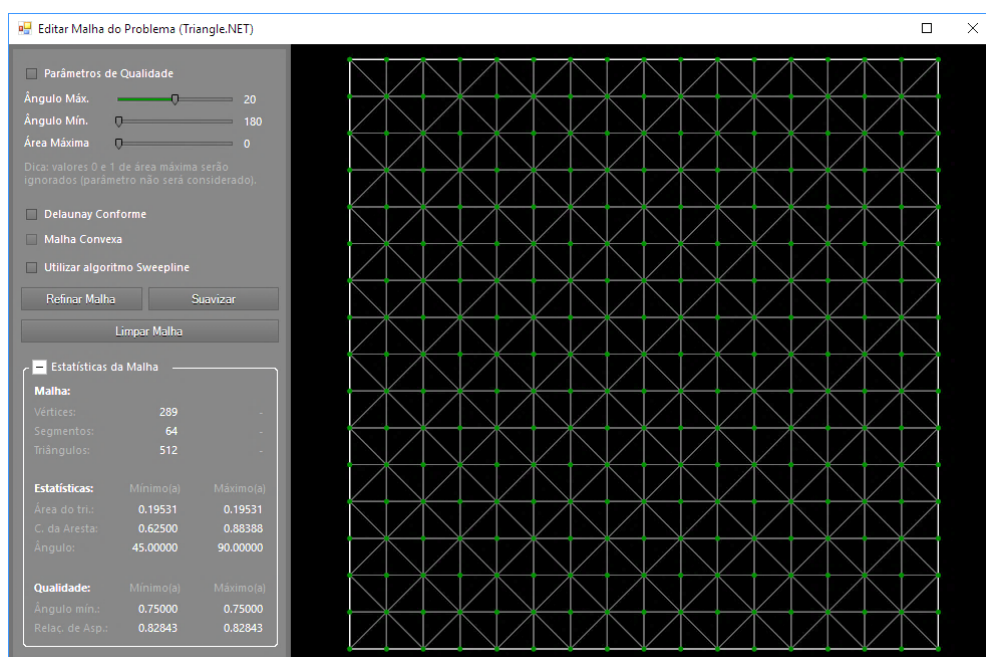 Editar Malha do Problema (Triangle.NET)
Parâmetros de Qualidade
Ângulo Máx. 20
Ângulo Mín. 180
Área Máxima 0
Dica: valores 0 e 1 de área máxima serão
ignorados (parâmetro não será considerado).
Delaunay Conforme
Malha Convexa
Utilizar algoritmo Sweepline
Refinar Malha Suavizar
Limpar Malha
Estatísticas da Malha
Malha:
Vértices: 289 -
Segmentos: 64 -
Triângulos: 512 -
Estatísticas: Mínimo(a) Máximo(a)
Área do tri.: 0.19531 0.19531
C. da Aresta: 0.62500 0.88388
Ângulo: 45.00000 90.00000
Qualidade: Mínimo(a) Máximo(a)
Ângulo mín.: 0.75000 0.75000
Relaç. de Asp.: 0.82843 0.82843